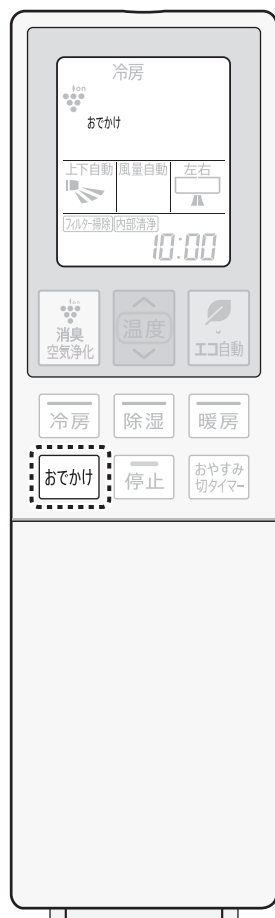 冷房
ion
おでかけ
上下自動 風量自動 左右
フィルター掃除 内部清浄
10:00
消臭
空気浄化
温度
エコ自動
冷房 除湿 暖房
おでかけ 停止 おやすみ
切タイマー